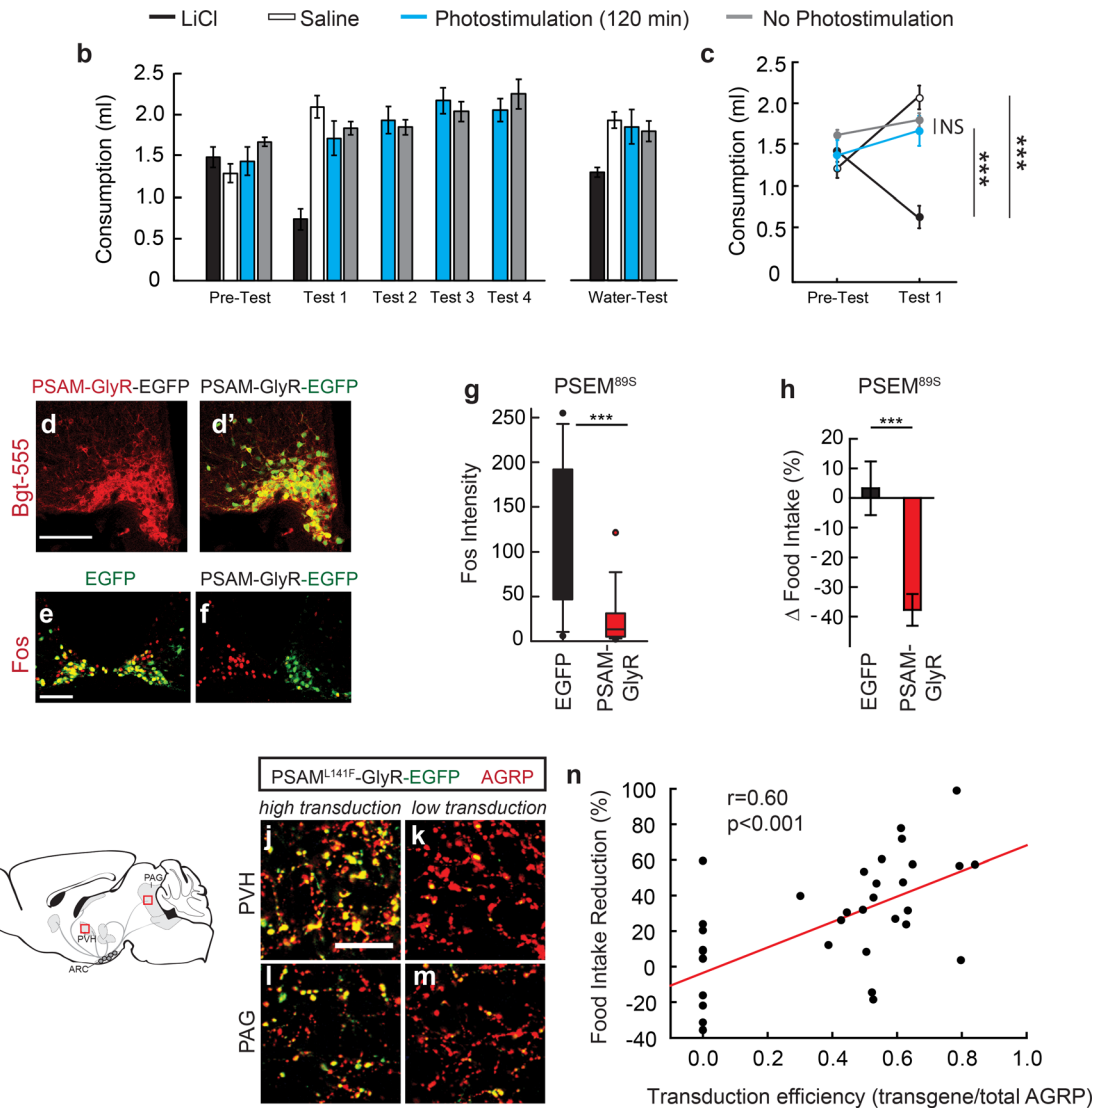 LiCl Saline Photostimulation (120 min) No Photostimulation
b
Consumption (ml)
2.5
2.0
1.5
1.0
0.5
0
Pre-Test Test 1 Test 2 Test 3 Test 4 Water-Test
c
Consumption (ml)
2.5
2.0
1.5
1.0
0.5
0
NS
***
***
Pre-Test Test 1
PSAM-GlyR-EGFP PSAM-GlyR-EGFP
Bgt-555
d d'
EGFP PSAM-GlyR-EGFP
Fos
e f
g
PSEM89S
***
Fos Intensity
250
200
150
100
50
0
EGFP
PSAM-
GlyR
h
PSEM89S
***
Δ Food Intake (%)
20
10
0
-10
-20
-30
-40
EGFP
PSAM-
GlyR
PAG
PVH
ARC
PSAML141F-GlyR-EGFP AGRP
high transduction low transduction
PVH
j k
PAG
l m
n
r=0.60
p<0.001
Food Intake Reduction (%)
100
80
60
40
20
0
-20
-40
0.0 0.2 0.4 0.6 0.8 1.0
Transduction efficiency (transgene/total AGRP)